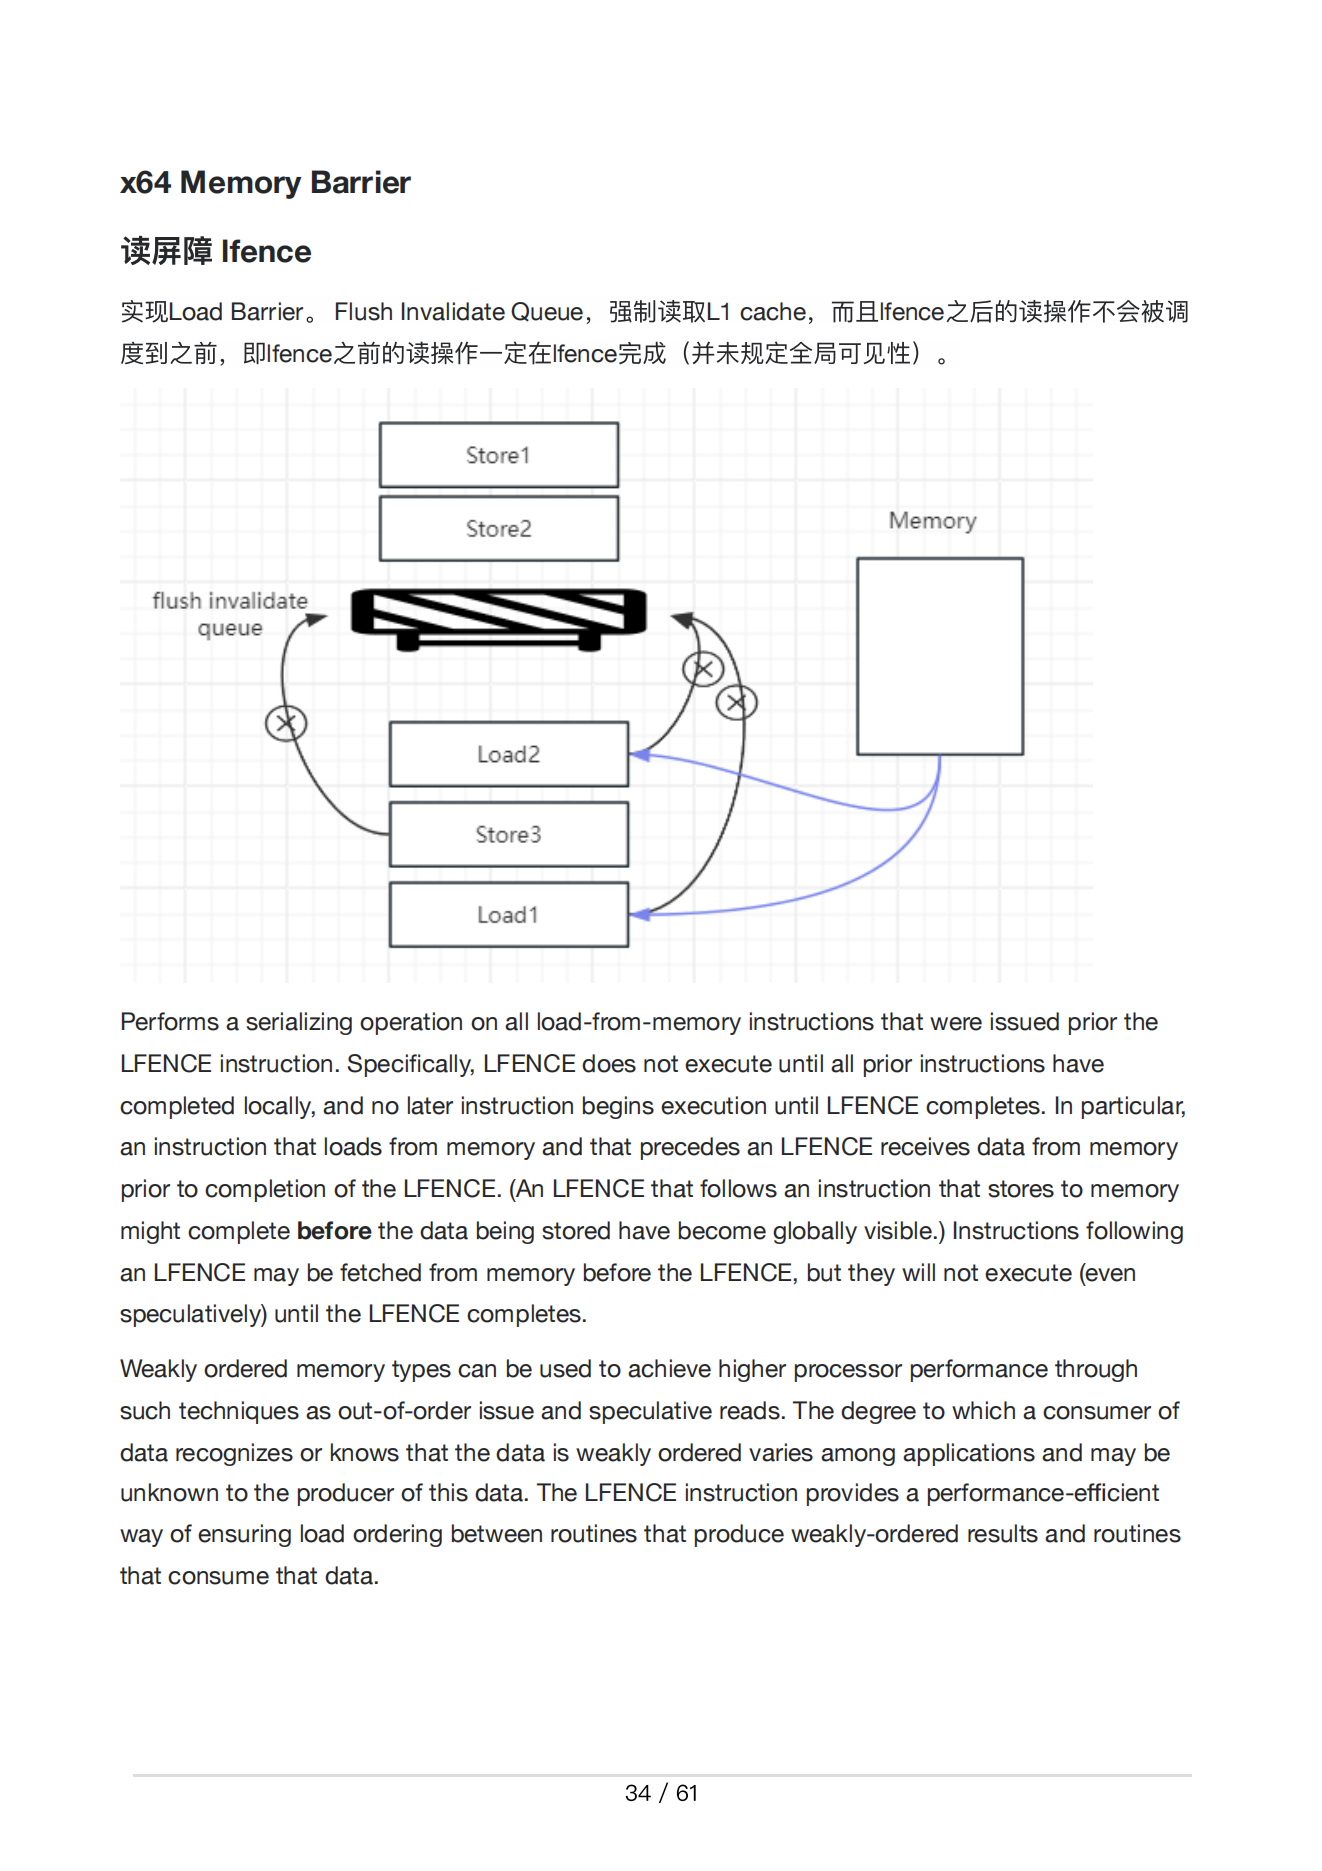 x64 Memory Barrier
读屏障 lfence
实现Load Barrier。 Flush Invalidate Queue，强制读取L1 cache，而且lfence之后的读操作不会被调
度到之前，即lfence之前的读操作一定在lfence完成（并未规定全局可见性）。
Store1
Store2
Memory
flush invalidate
queue
Load2
Store3
Load1
Performs a serializing operation on all load-from-memory instructions that were issued prior the
LFENCE instruction. Specifically, LFENCE does not execute until all prior instructions have
completed locally, and no later instruction begins execution until LFENCE completes. In particular,
an instruction that loads from memory and that precedes an LFENCE receives data from memory
prior to completion of the LFENCE. (An LFENCE that follows an instruction that stores to memory
might complete before the data being stored have become globally visible.) Instructions following
an LFENCE may be fetched from memory before the LFENCE, but they will not execute (even
speculatively) until the LFENCE completes.
Weakly ordered memory types can be used to achieve higher processor performance through
such techniques as out-of-order issue and speculative reads. The degree to which a consumer of
data recognizes or knows that the data is weakly ordered varies among applications and may be
unknown to the producer of this data. The LFENCE instruction provides a performance-efficient
way of ensuring load ordering between routines that produce weakly-ordered results and routines
that consume that data.
34 / 61